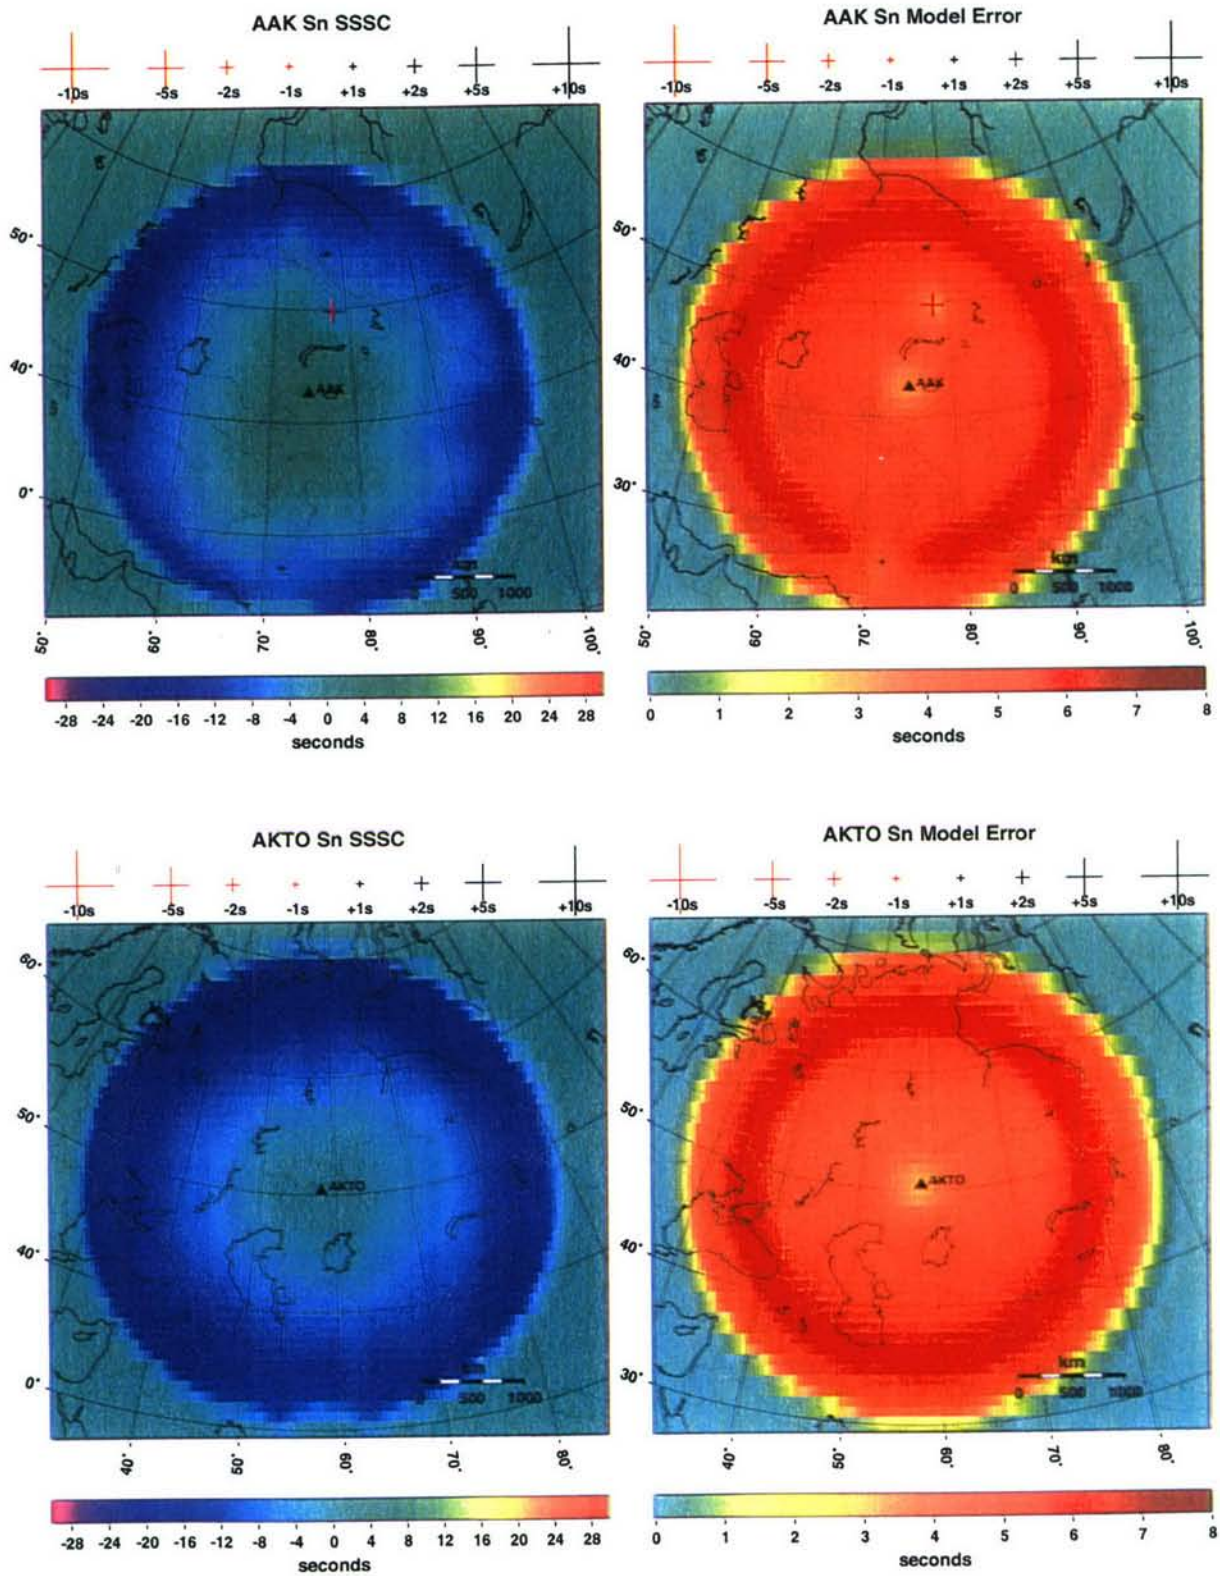 AAK Sn SSSC
-10s -5s -2s -1s +1s +2s +5s +10s
50°
40°
0°
AAK
km
0 500 1000
50° 60° 70° 80° 90° 100°
-28 -24 -20 -16 -12 -8 -4 0 4 8 12 16 20 24 28
seconds
AAK Sn Model Error
-10s -5s -2s -1s +1s +2s +5s +10s
50°
40°
30°
AAK
km
0 500 1000
50° 60° 70° 80° 90° 100°
0 1 2 3 4 5 6 7 8
seconds
AKTO Sn SSSC
-10s -5s -2s -1s +1s +2s +5s +10s
60°
50°
40°
0°
AKTO
km
0 500 1000
40° 50° 60° 70° 80°
-28 -24 -20 -16 -12 -8 -4 0 4 8 12 16 20 24 28
seconds
AKTO Sn Model Error
-10s -5s -2s -1s +1s +2s +5s +10s
60°
50°
40°
30°
AKTO
km
0 500 1000
40° 50° 60° 70° 80°
0 1 2 3 4 5 6 7 8
seconds